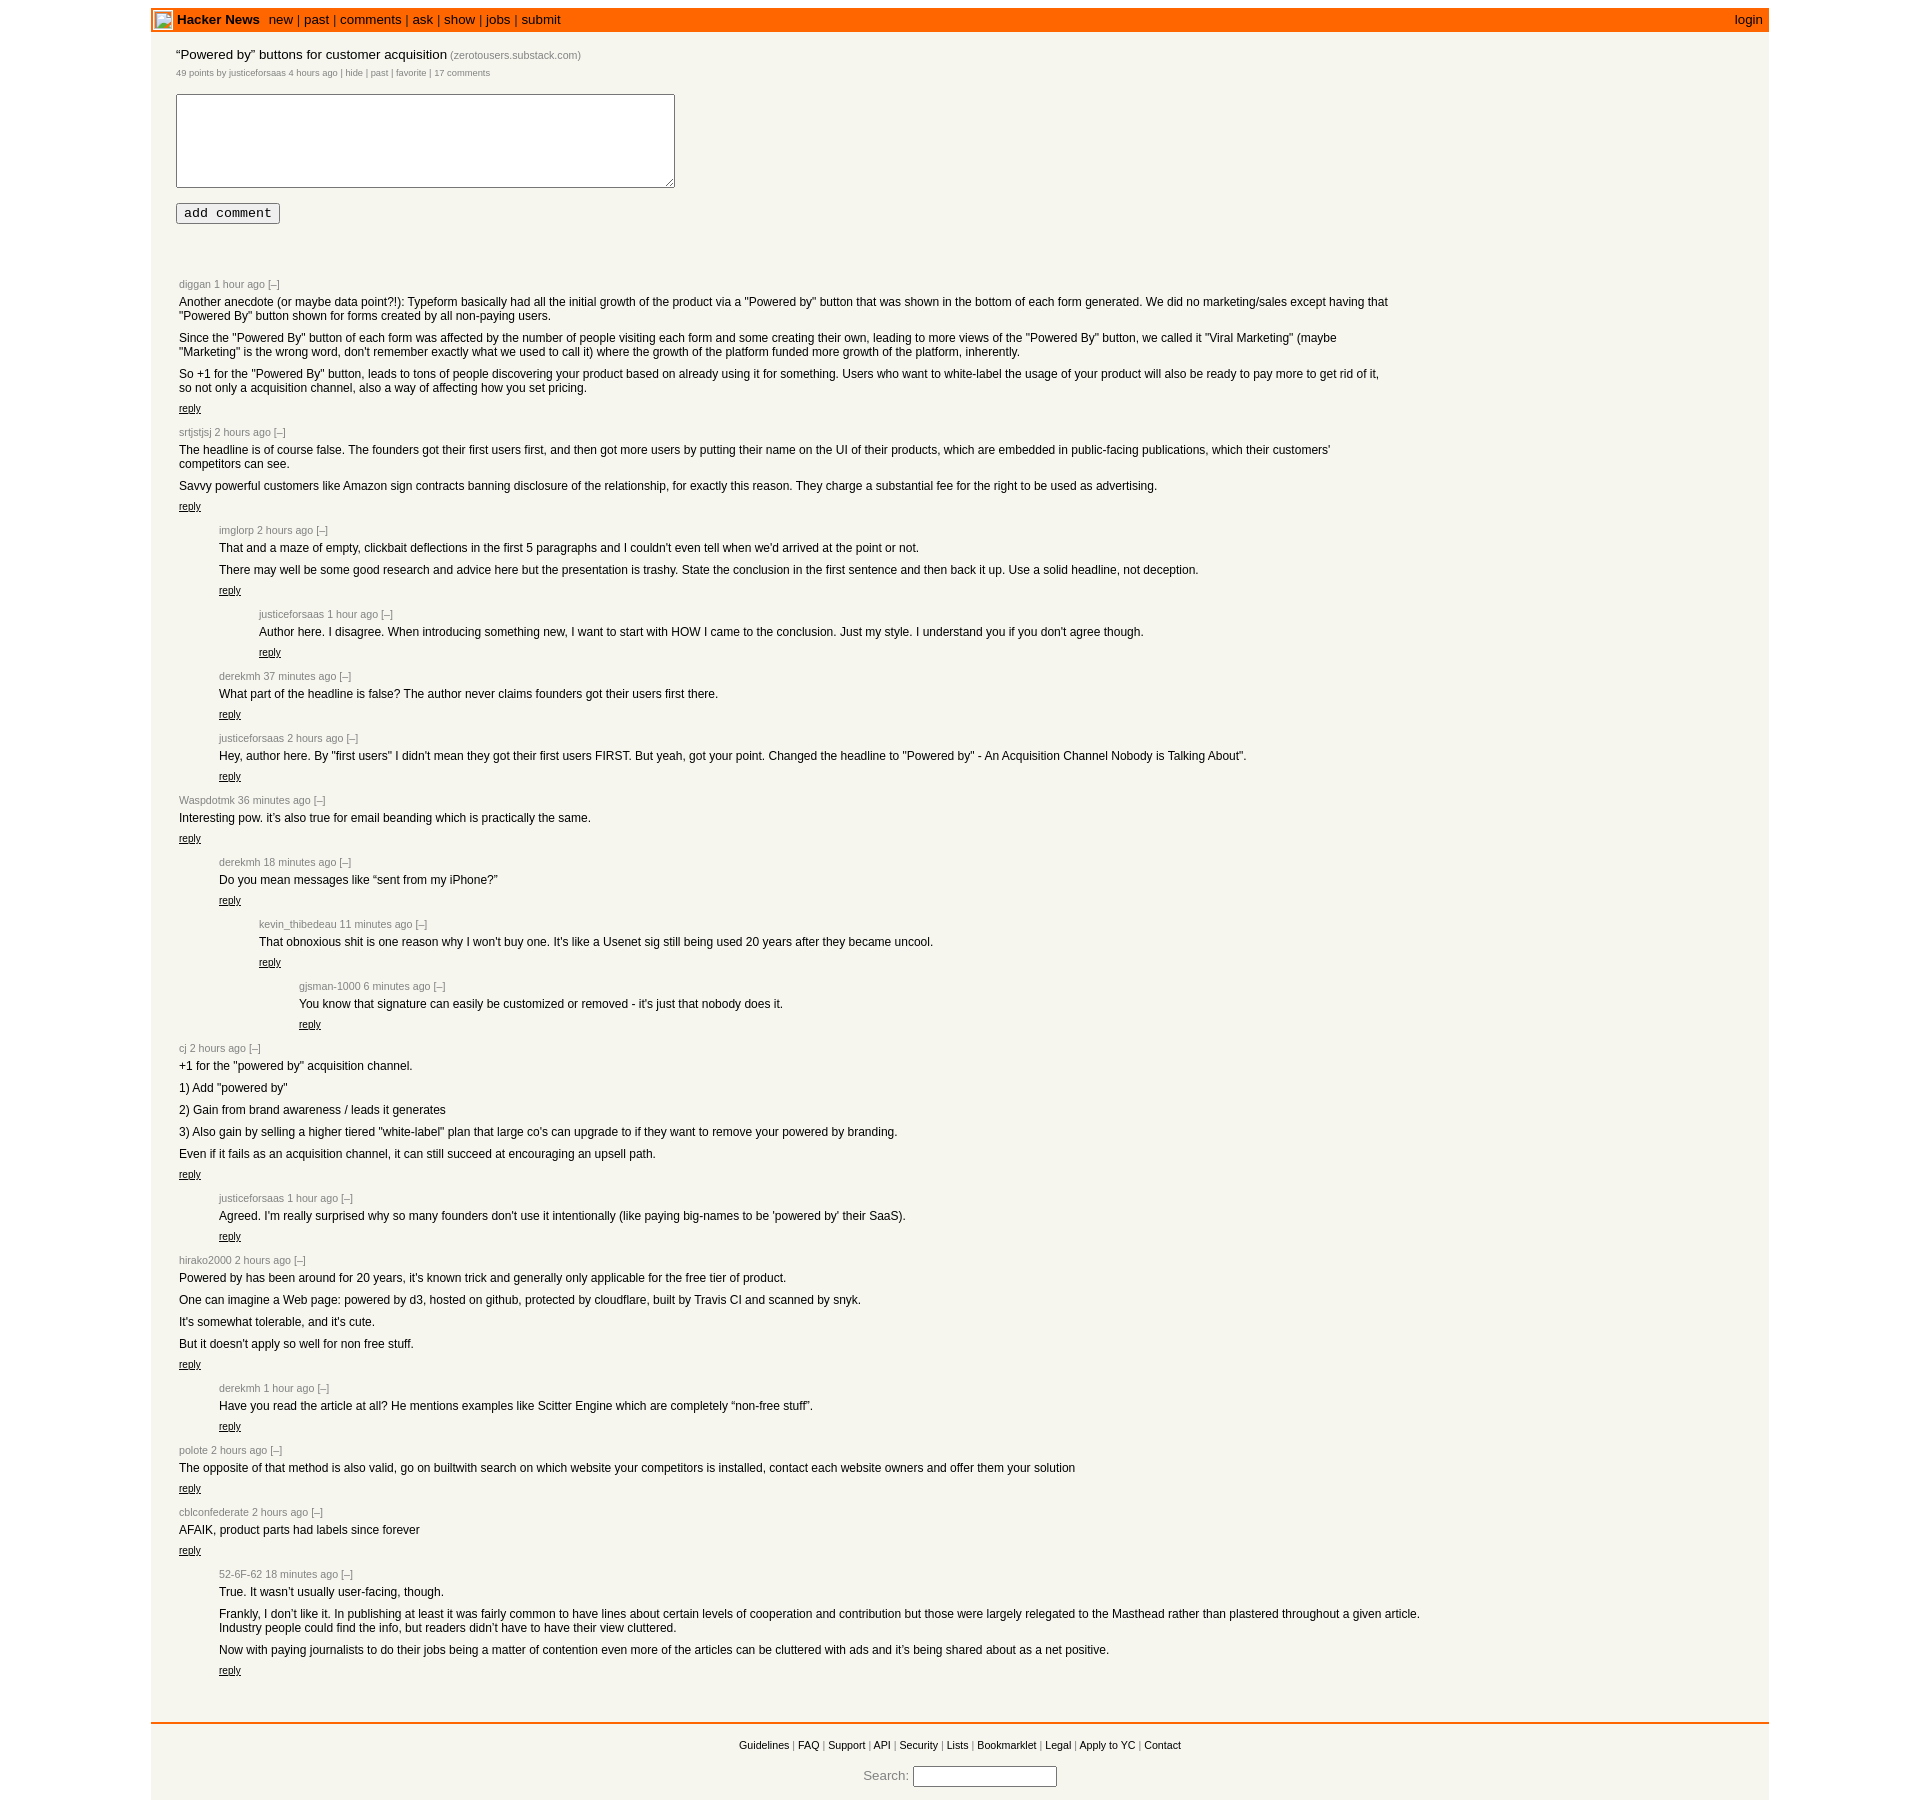 Hacker News new | past | comments | ask | show | jobs | submit login
“Powered by” buttons for customer acquisition (zerotousers.substack.com)
49 points by justiceforsaas 4 hours ago | hide | past | favorite | 17 comments
add comment
diggan 1 hour ago [–]
Another anecdote (or maybe data point?!): Typeform basically had all the initial growth of the product via a "Powered by" button that was shown in the bottom of each form generated. We did no marketing/sales except having that
"Powered By" button shown for forms created by all non-paying users.
Since the "Powered By" button of each form was affected by the number of people visiting each form and some creating their own, leading to more views of the "Powered By" button, we called it "Viral Marketing" (maybe
"Marketing" is the wrong word, don't remember exactly what we used to call it) where the growth of the platform funded more growth of the platform, inherently.
So +1 for the "Powered By" button, leads to tons of people discovering your product based on already using it for something. Users who want to white-label the usage of your product will also be ready to pay more to get rid of it,
so not only a acquisition channel, also a way of affecting how you set pricing.
reply
srtjstjsj 2 hours ago [–]
The headline is of course false. The founders got their first users first, and then got more users by putting their name on the UI of their products, which are embedded in public-facing publications, which their customers'
competitors can see.
Savvy powerful customers like Amazon sign contracts banning disclosure of the relationship, for exactly this reason. They charge a substantial fee for the right to be used as advertising.
reply
imglorp 2 hours ago [–]
That and a maze of empty, clickbait deflections in the first 5 paragraphs and I couldn't even tell when we'd arrived at the point or not.
There may well be some good research and advice here but the presentation is trashy. State the conclusion in the first sentence and then back it up. Use a solid headline, not deception.
reply
justiceforsaas 1 hour ago [–]
Author here. I disagree. When introducing something new, I want to start with HOW I came to the conclusion. Just my style. I understand you if you don't agree though.
reply
derekmh 37 minutes ago [–]
What part of the headline is false? The author never claims founders got their users first there.
reply
justiceforsaas 2 hours ago [–]
Hey, author here. By "first users" I didn't mean they got their first users FIRST. But yeah, got your point. Changed the headline to "Powered by" - An Acquisition Channel Nobody is Talking About".
reply
Waspdotmk 36 minutes ago [–]
Interesting pow. it’s also true for email beanding which is practically the same.
reply
derekmh 18 minutes ago [–]
Do you mean messages like “sent from my iPhone?”
reply
kevin_thibedeau 11 minutes ago [–]
That obnoxious shit is one reason why I won't buy one. It's like a Usenet sig still being used 20 years after they became uncool.
reply
gjsman-1000 6 minutes ago [–]
You know that signature can easily be customized or removed - it's just that nobody does it.
reply
cj 2 hours ago [–]
+1 for the "powered by" acquisition channel.
1) Add "powered by"
2) Gain from brand awareness / leads it generates
3) Also gain by selling a higher tiered "white-label" plan that large co's can upgrade to if they want to remove your powered by branding.
Even if it fails as an acquisition channel, it can still succeed at encouraging an upsell path.
reply
justiceforsaas 1 hour ago [–]
Agreed. I'm really surprised why so many founders don't use it intentionally (like paying big-names to be 'powered by' their SaaS).
reply
hirako2000 2 hours ago [–]
Powered by has been around for 20 years, it's known trick and generally only applicable for the free tier of product.
One can imagine a Web page: powered by d3, hosted on github, protected by cloudflare, built by Travis CI and scanned by snyk.
It's somewhat tolerable, and it's cute.
But it doesn't apply so well for non free stuff.
reply
derekmh 1 hour ago [–]
Have you read the article at all? He mentions examples like Scitter Engine which are completely “non-free stuff”.
reply
polote 2 hours ago [–]
The opposite of that method is also valid, go on builtwith search on which website your competitors is installed, contact each website owners and offer them your solution
reply
cblconfederate 2 hours ago [–]
AFAIK, product parts had labels since forever
reply
52-6F-62 18 minutes ago [–]
True. It wasn’t usually user-facing, though.
Frankly, I don’t like it. In publishing at least it was fairly common to have lines about certain levels of cooperation and contribution but those were largely relegated to the Masthead rather than plastered throughout a given article.
Industry people could find the info, but readers didn’t have to have their view cluttered.
Now with paying journalists to do their jobs being a matter of contention even more of the articles can be cluttered with ads and it’s being shared about as a net positive.
reply
Guidelines | FAQ | Support | API | Security | Lists | Bookmarklet | Legal | Apply to YC | Contact
Search: